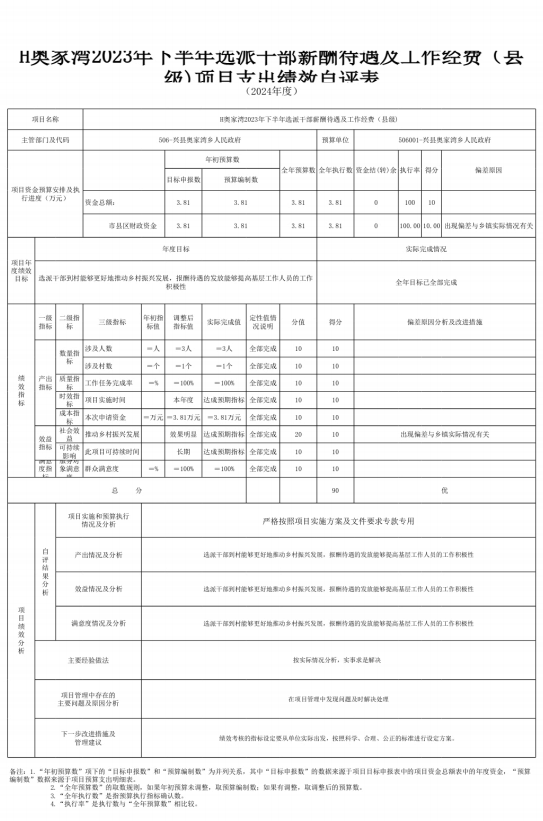 H奥家湾2023年下半年选派干部薪酬待遇及工作经费（县
级)项目支出绩效自评表
（2024年度）
项目名称 H奥家湾2023年下半年选派干部薪酬待遇及工作经费（县级)
主管部门及代码 506-兴县奥家湾乡人民政府 预算单位 506001-兴县奥家湾乡人民政府
项目资金预算安排及执
行进度（万元）
年初预算数 全年预算数 全年执行数 资金结(转)余 执行率 得分 偏差原因
目标申报数 预算编制数
资金总额: 3.81 3.81 3.81 3.81 0 100 10
市县区财政资金 3.81 3.81 3.81 3.81 0 100.00 10.00 出现偏差与乡镇实际情况有关
项目年
度绩效
目标
年度目标 实际完成情况
选派干部到村能够更好地推动乡村振兴发展，报酬待遇的发放能够提高基层工作人员的工作
积极性
全年目标已全部完成
绩
效
指
标
一级
指标
二级指
标
三级指标
年初指
标值
调整后
指标值
实际完成值
定性值情
况说明
分值 得分 偏差原因分析及改进措施
产出
指标
数量指
标
涉及人数 ＝人 ＝3人 ＝3人 全部完成 10 10
涉及村数 ＝个 ＝1个 ＝1个 全部完成 10 10
质量指
标
工作任务完成率 ＝% ＝100% ＝100% 全部完成 10 10
时效指
标
项目实施时间 本年度 达成预期指标 全部完成 10 10
成本指
标
本次申请资金 ＝万元 ＝3.81万元 ＝3.81万元 全部完成 10 10
效益
指标
社会效
益
推动乡村振兴发展 效果明显 达成预期指标 全部完成 20 10 出现偏差与乡镇实际情况有关
可持续
影响
此项目可持续时间 长期 达成预期指标 全部完成 10 10
满意
度指
标
服务对
象满意
度
群众满意度 ＝% ＝100% ＝100% 全部完成 10 10
总 分 90 优
项
目
绩
效
分
析
自
评
结
果
分
析
项目实施和预算执行
情况及分析
严格按照项目实施方案及文件要求专款专用
产出情况及分析 选派干部到村能够更好地推动乡村振兴发展，报酬待遇的发放能够提高基层工作人员的工作积极性
效益情况及分析 选派干部到村能够更好地推动乡村振兴发展，报酬待遇的发放能够提高基层工作人员的工作积极性
满意度情况及分析 选派干部到村能够更好地推动乡村振兴发展，报酬待遇的发放能够提高基层工作人员的工作积极性
主要经验做法 按实际情况分析，实事求是解决
项目管理中存在的
主要问题及原因分析
在项目管理中发现问题及时解决处理
下一步改进措施及
管理建议
绩效考核的指标设定要从单位实际出发，按照科学、合理、公正的标准进行设定方案。
备注：1.“年初预算数”项下的“目标申报数”和“预算编制数”为并列关系，其中“目标申报数”的数据来源于项目目标申报表中的项目资金总额表中的年度资金，“预算
编制数”数据来源于项目预算支出明细表。
2.“全年预算数”的取数规则，如果年初预算未调整，取预算编制数；如果有调整，取调整后的预算数。
3.“全年执行数”是指预算执行指标确认数。
4.“执行率”是执行数与“全年预算数”相比较。